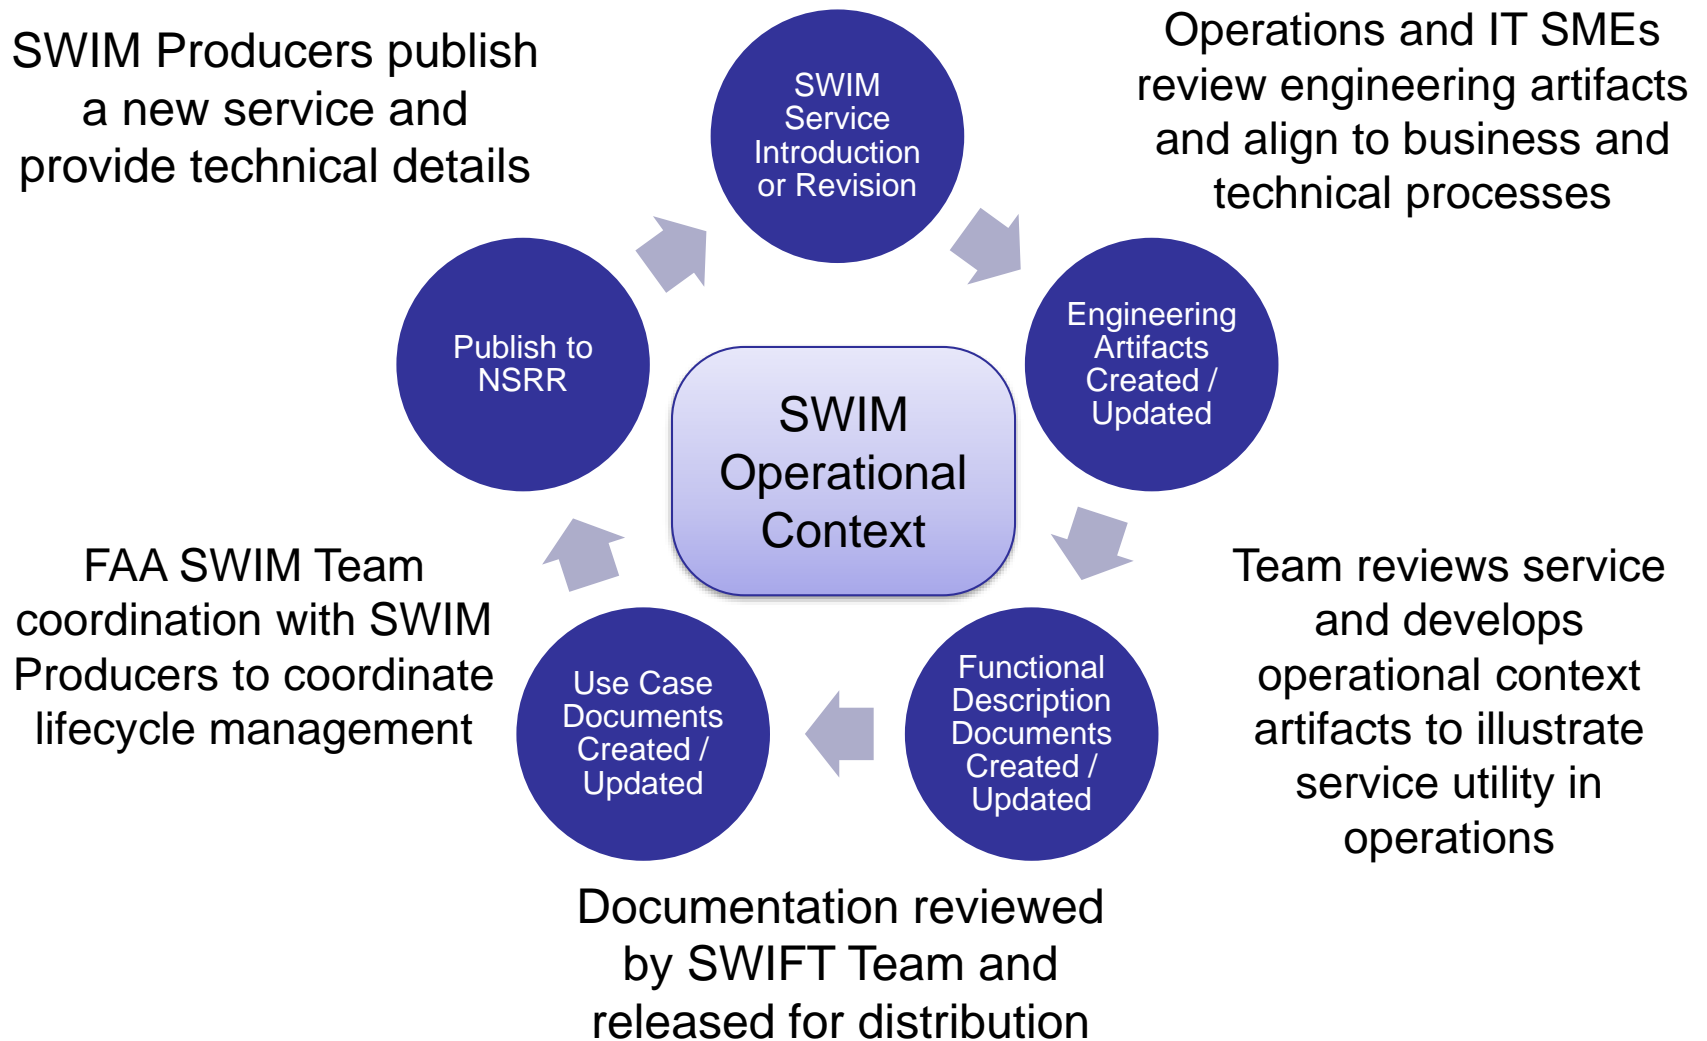 SWIM Producers publish
a new service and
provide technical details
SWIM
Service
Introduction
or Revision
Operations and IT SMEs
review engineering artifacts
and align to business and
technical processes
Publish to
NSRR
Engineering
Artifacts
Created /
Updated
SWIM
Operational
Context
FAA SWIM Team
coordination with SWIM
Producers to coordinate
lifecycle management
Use Case
Documents
Created /
Updated
Functional
Description
Documents
Created /
Updated
Team reviews service
and develops
operational context
artifacts to illustrate
service utility in
operations
Documentation reviewed
by SWIFT Team and
released for distribution